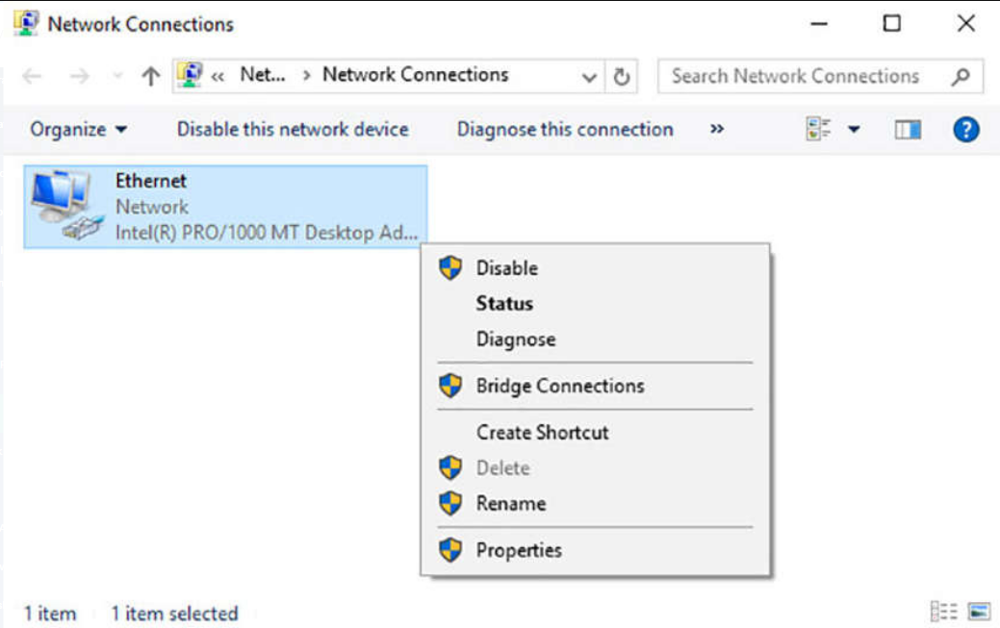 Network Connections
« Net... > Network Connections
Search Network Connections
Organize
Disable this network device
Diagnose this connection
»
?
Ethernet
Network
Intel(R) PRO/1000 MT Desktop Ad...
Disable
Status
Diagnose
Bridge Connections
Create Shortcut
Delete
Rename
Properties
1 item
1 item selected